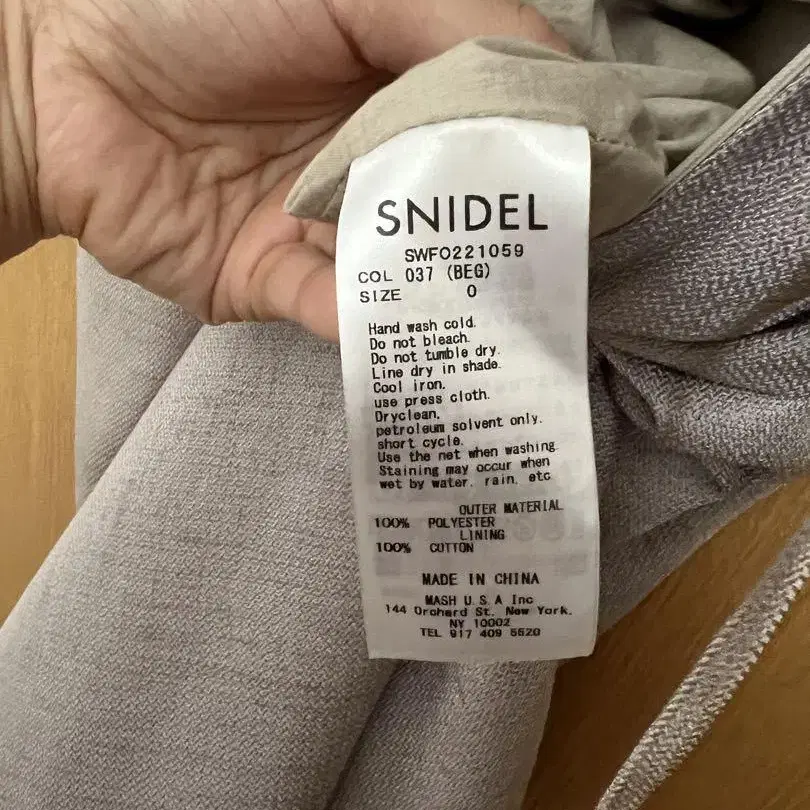 SNIDEL
SWFO221059
COL 037 (BEG)
SIZE 0
Hand wash cold.
Do not bleach.
Do not tumble dry.
Line dry in shade.
Cool iron.
use press cloth.
Dryclean.
petroleum solvent only.
short cycle.
Use the net when washing.
Staining may occur when
wet by water. rain. etc
OUTER MATERIAL
100% POLYESTER
LINING
100% CUTTON
MADE IN CHINA
MASH U.S.A Inc
144 Orchard St. New York.
NY 10002
TEL 917 409 5520